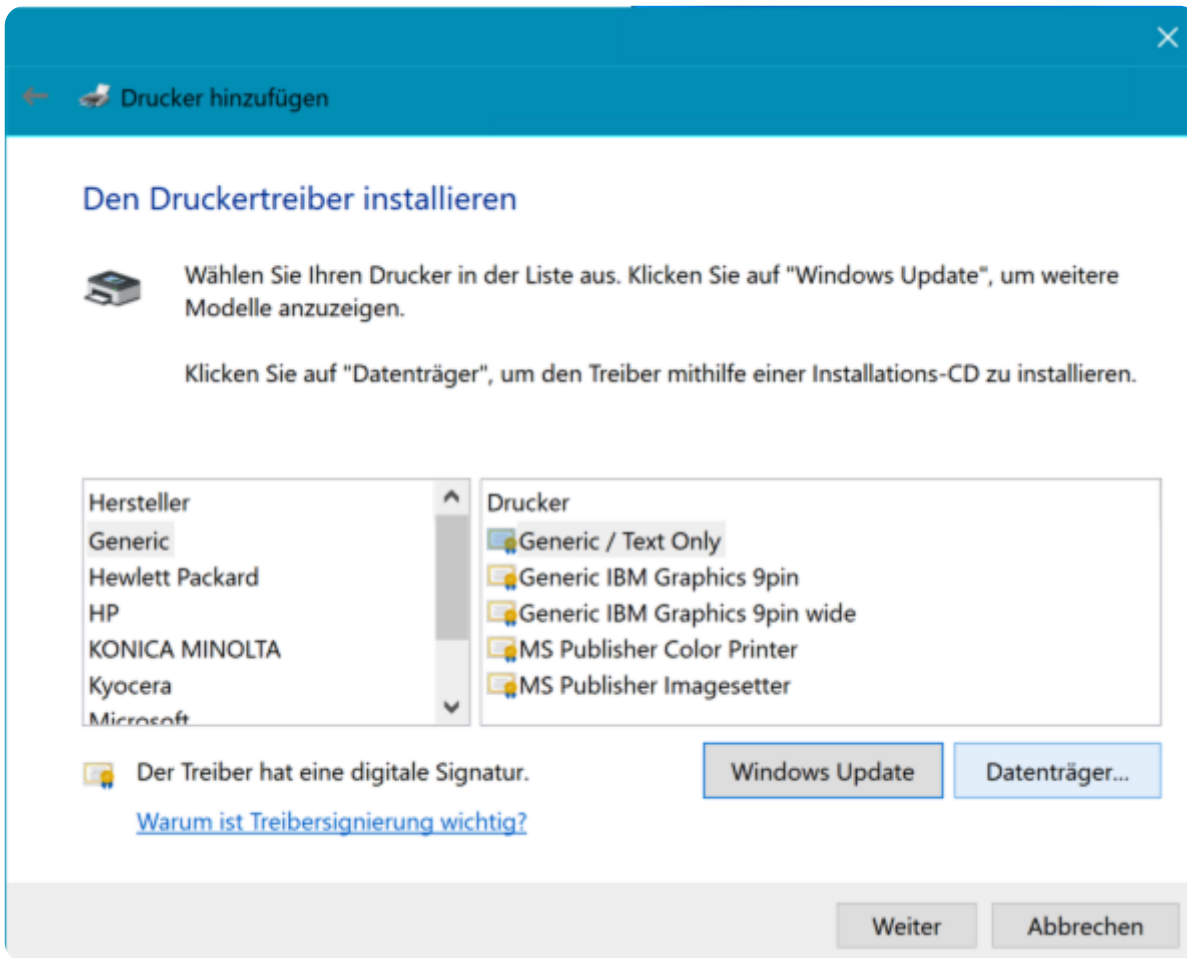 Drucker hinzufügen
Den Druckertreiber installieren
Wählen Sie Ihren Drucker in der Liste aus. Klicken Sie auf "Windows Update", um weitere
Modelle anzuzeigen.
Klicken Sie auf "Datenträger", um den Treiber mithilfe einer Installations-CD zu installieren.
Hersteller
Generic
Hewlett Packard
HP
KONICA MINOLTA
Kyocera
Microsoft
Drucker
Generic / Text Only
Generic IBM Graphics 9pin
Generic IBM Graphics 9pin wide
MS Publisher Color Printer
MS Publisher Imagesetter
Der Treiber hat eine digitale Signatur.
Warum ist Treibersignierung wichtig?
Windows Update
Datenträger...
Weiter
Abbrechen